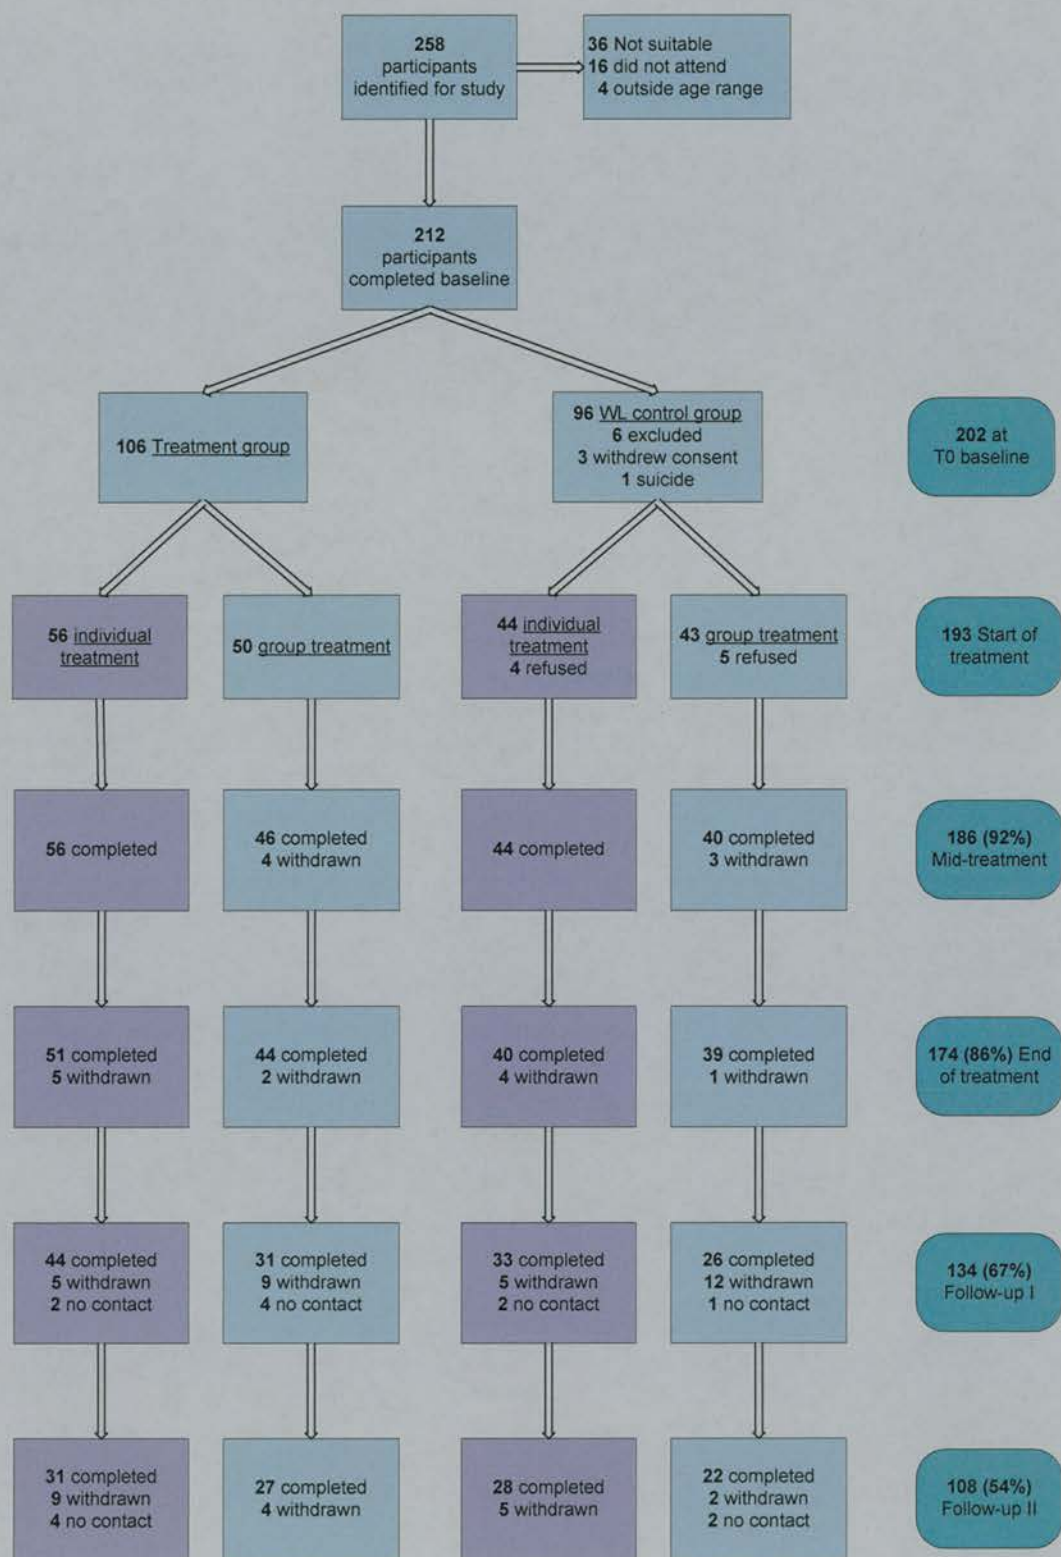 258
participants
identified for study
36 Not suitable
16 did not attend
4 outside age range
212
participants
completed baseline
106 Treatment group
96 WL control group
6 excluded
3 withdrew consent
1 suicide
202 at
T0 baseline
56 individual
treatment
50 group treatment
44 individual
treatment
4 refused
43 group treatment
5 refused
193 Start of
treatment
56 completed
46 completed
4 withdrawn
44 completed
40 completed
3 withdrawn
186 (92%)
Mid-treatment
51 completed
5 withdrawn
44 completed
2 withdrawn
40 completed
4 withdrawn
39 completed
1 withdrawn
174 (86%) End
of treatment
44 completed
5 withdrawn
2 no contact
31 completed
9 withdrawn
4 no contact
33 completed
5 withdrawn
2 no contact
26 completed
12 withdrawn
1 no contact
134 (67%)
Follow-up I
31 completed
9 withdrawn
4 no contact
27 completed
4 withdrawn
28 completed
5 withdrawn
22 completed
2 withdrawn
2 no contact
108 (54%)
Follow-up II